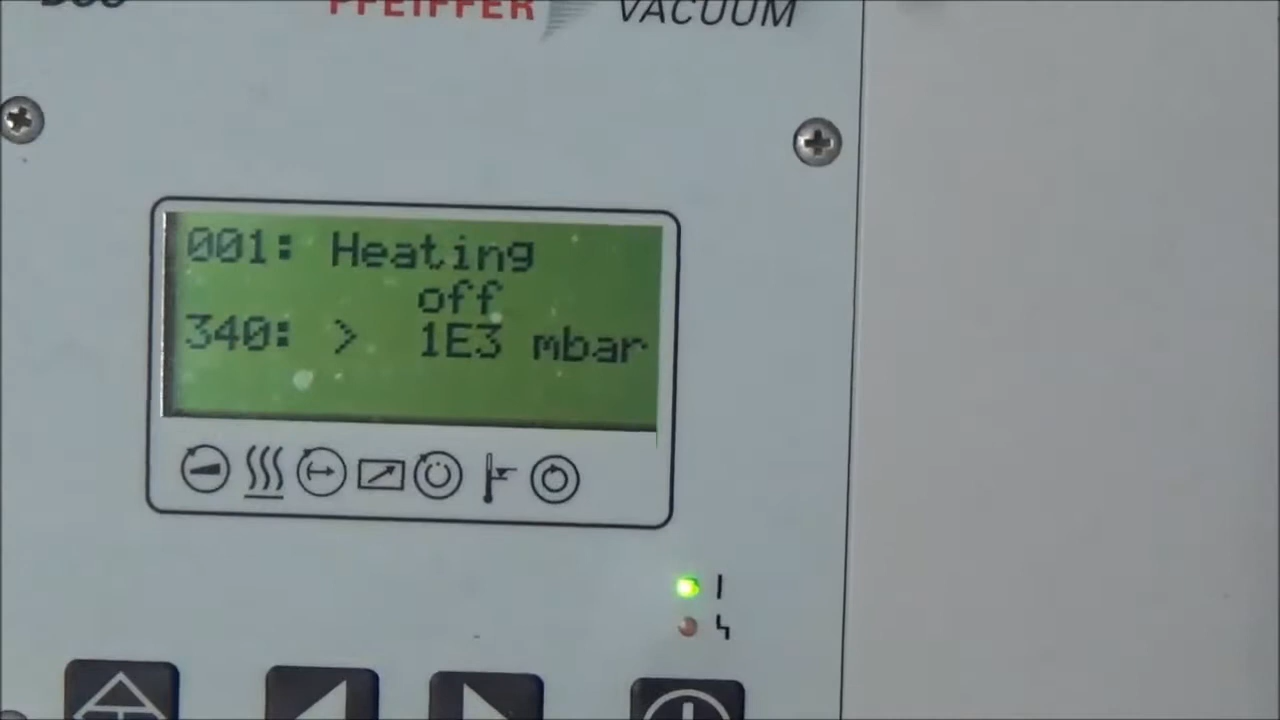 PFEIFFER VACUUM
001: Heating
off
340: > 1E3 mbar